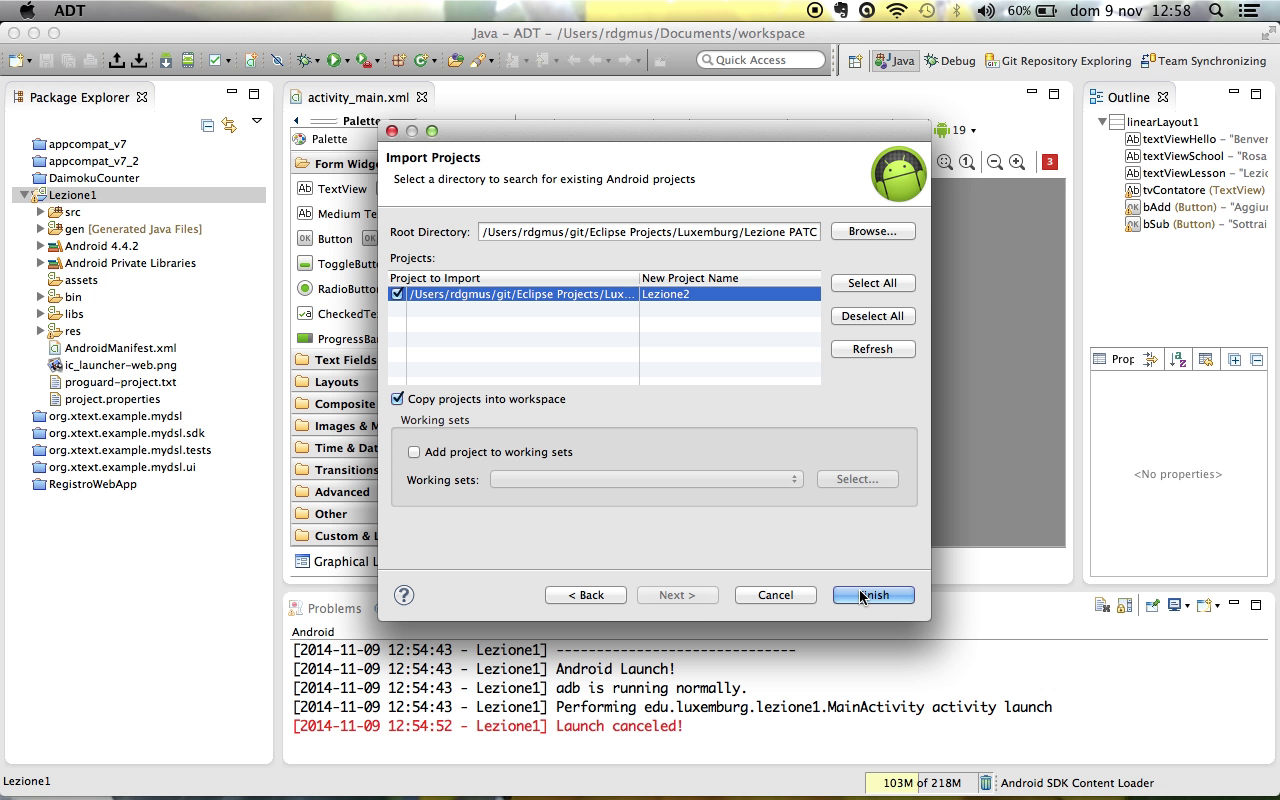 ADT
60%
dom 9 nov 12:58
Java – ADT – /Users/rdgmus/Documents/workspace
Quick Access
Java
Debug
Git Repository Exploring
Team Synchronizing
Package Explorer
appcompat_v7
appcompat_v7_2
DaimokuCounter
Lezione1
src
gen [Generated Java Files]
Android 4.4.2
Android Private Libraries
assets
bin
libs
res
AndroidManifest.xml
ic_launcher-web.png
proguard-project.txt
project.properties
org.xtext.example.mydsl
org.xtext.example.mydsl.sdk
org.xtext.example.mydsl.tests
org.xtext.example.mydsl.ui
RegistroWebApp
activity_main.xml
Palette
Palette
Form Widge
Ab TextView
Ab Medium Te
OK Button
ToggleButto
RadioButto
CheckedTe
ProgressBa
Text Fields
Layouts
Composite
Images & M
Time & Dat
Transitions
Advanced
Other
Custom & L
Graphical L
19
3
Import Projects
Select a directory to search for existing Android projects
Root Directory: /Users/rdgmus/git/Eclipse Projects/Luxemburg/Lezione PATC
Browse...
Projects:
Project to Import New Project Name
/Users/rdgmus/git/Eclipse Projects/Lux... Lezione2
Select All
Deselect All
Refresh
Copy projects into workspace
Working sets
Add project to working sets
Working sets:
Select...
?
< Back
Next >
Cancel
Outline
linearLayout1
Ab textViewHello – "Benver
Ab textViewSchool – "Rosa
Ab textViewLesson – "Lezio
Ab tvContatore (TextView)
OK bAdd (Button) – "Aggiu
OK bSub (Button) – "Sottrai
Prop
<No properties>
Problems
Android
[2014-11-09 12:54:43 - Lezione1] ------------------------------
[2014-11-09 12:54:43 - Lezione1] Android Launch!
[2014-11-09 12:54:43 - Lezione1] adb is running normally.
[2014-11-09 12:54:43 - Lezione1] Performing edu.luxemburg.lezione1.MainActivity activity launch
[2014-11-09 12:54:52 - Lezione1] Launch canceled!
Lezione1
103M of 218M
Android SDK Content Loader